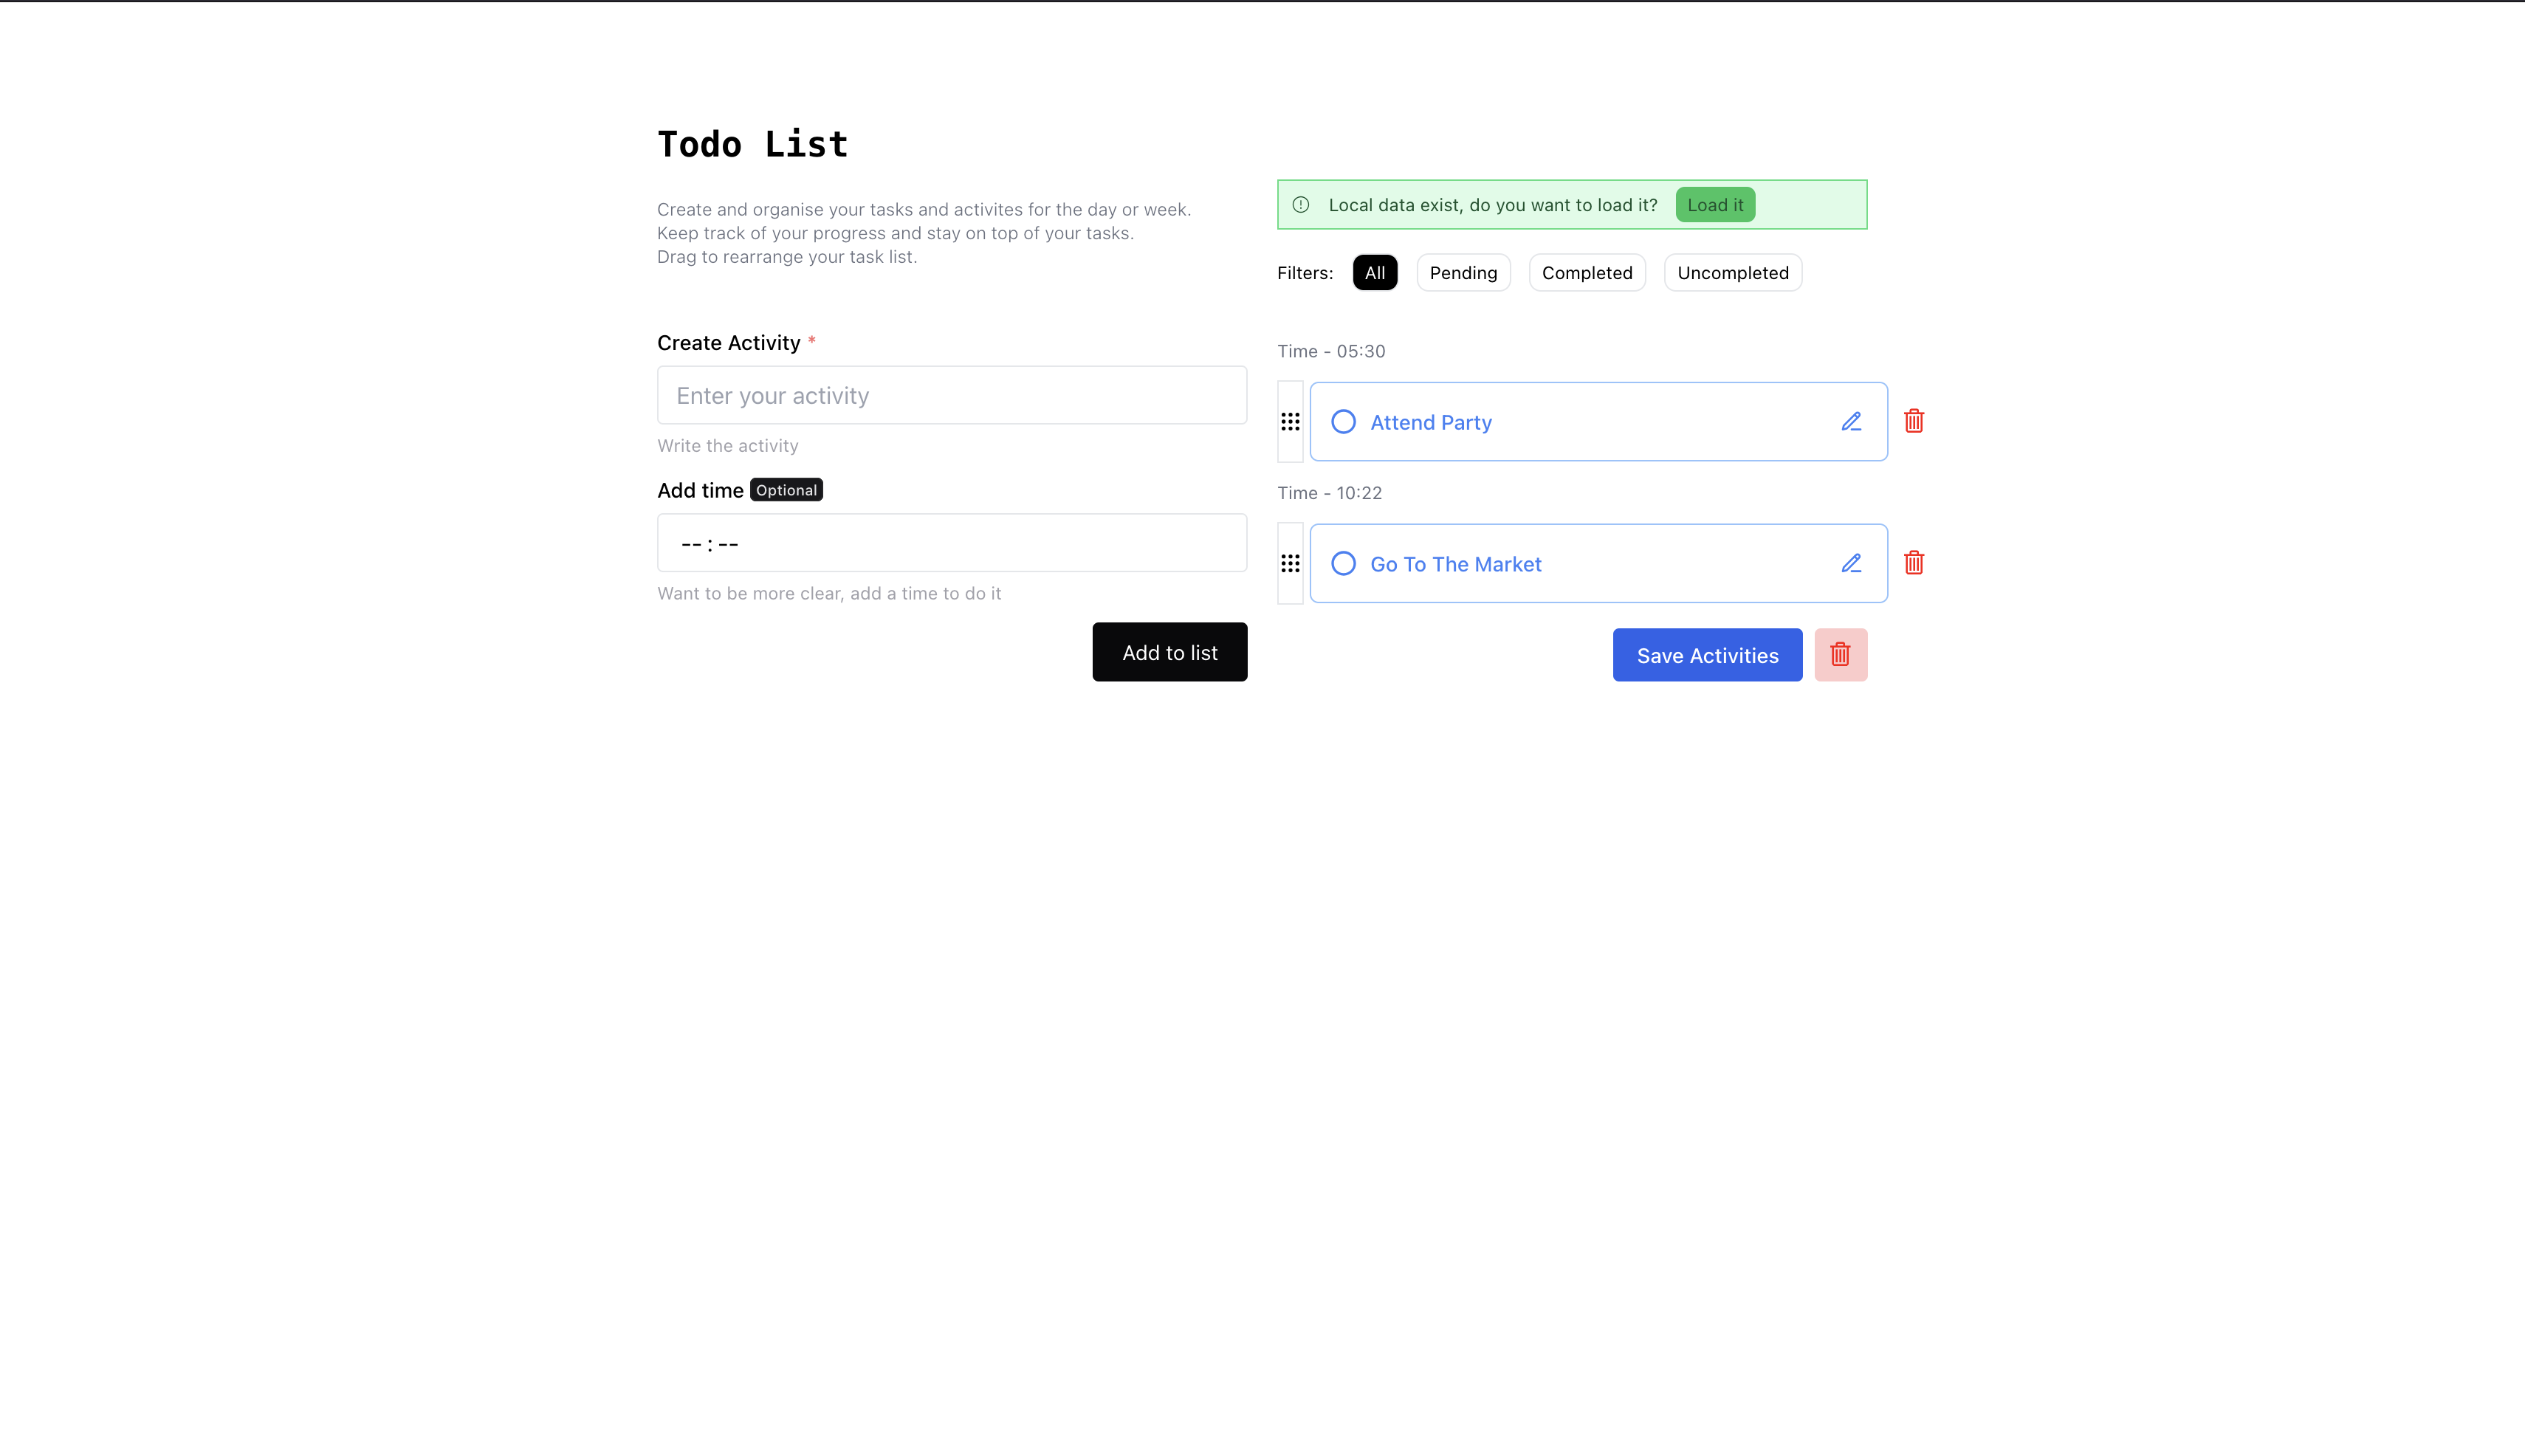 Todo List
Create and organise your tasks and activites for the day or week.
Keep track of your progress and stay on top of your tasks.
Drag to rearrange your task list.
Create Activity *
Enter your activity
Write the activity
Add time Optional
--:--
Want to be more clear, add a time to do it
Add to list
Local data exist, do you want to load it? Load it
Filters: All Pending Completed Uncompleted
Time - 05:30
Attend Party
Time - 10:22
Go To The Market
Save Activities